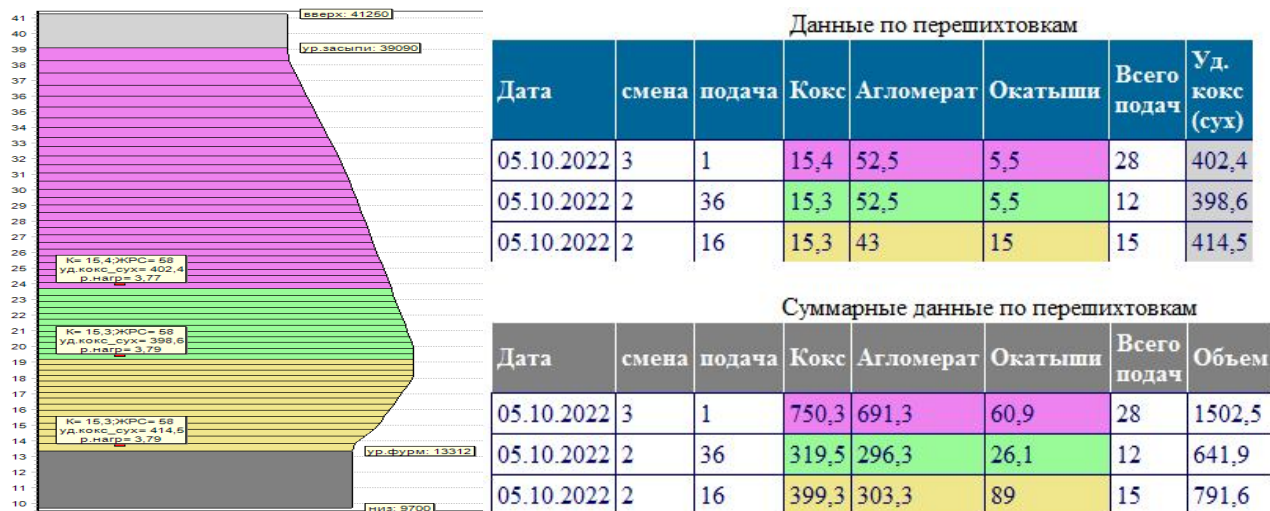 41
вверх: 41250
40
39
ур.засыпи: 39090
38
37
36
35
34
33
32
31
30
29
28
27
26
25
К= 15,4;ЖРС= 58
уд.кокс_сух= 402,4
р.нагр= 3,77
24
23
22
21
К= 15,3;ЖРС= 58
уд.кокс_сух= 398,6
р.нагр= 3,79
20
19
18
17
16
15
К= 15,3;ЖРС= 58
уд.кокс_сух= 414,5
р.нагр= 3,79
14
ур.фурм: 13312
13
12
11
10
низ: 9700
Данные по перешихтовкам
Дата смена подача Кокс Агломерат Окатыши Всего подач Уд. кокс (сух)
05.10.2022 3 1 15,4 52,5 5,5 28 402,4
05.10.2022 2 36 15,3 52,5 5,5 12 398,6
05.10.2022 2 16 15,3 43 15 15 414,5
Суммарные данные по перешихтовкам
Дата смена подача Кокс Агломерат Окатыши Всего подач Объем
05.10.2022 3 1 750,3 691,3 60,9 28 1502,5
05.10.2022 2 36 319,5 296,3 26,1 12 641,9
05.10.2022 2 16 399,3 303,3 89 15 791,6